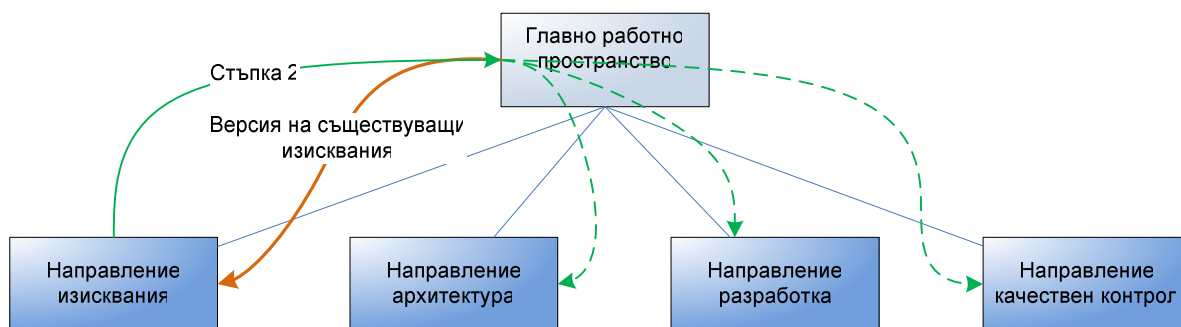 Главно работно
пространство
Стъпка 2
Версия на съществуващи
изисквания
Направление
изисквания
Направление
архитектура
Направление
разработка
Направление
качествен контрол